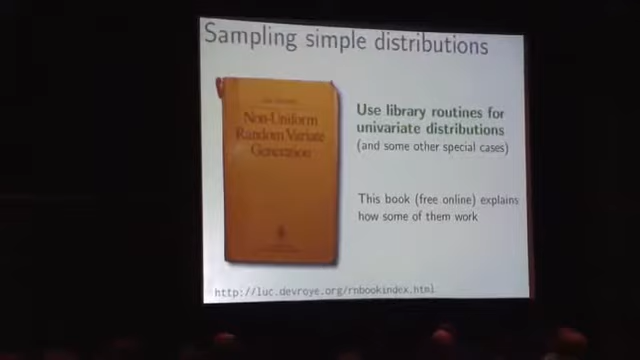 Sampling simple distributions
Non-Uniform
Random Variate
Generation
Use library routines for
univariate distributions
(and some other special cases)
This book (free online) explains
how some of them work
http://luc.devroye.org/rnbookindex.html